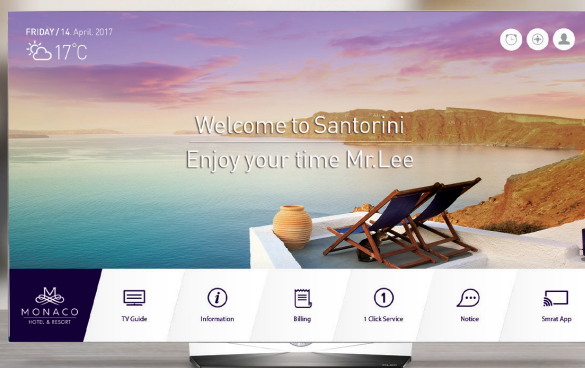 FRIDAY / 14. April. 2017
17°C
Welcome to Santorini
Enjoy your time Mr.Lee
MONACO
HOTEL & RESORT
TV Guide
Information
Billing
1 Click Service
Notice
Smrat App